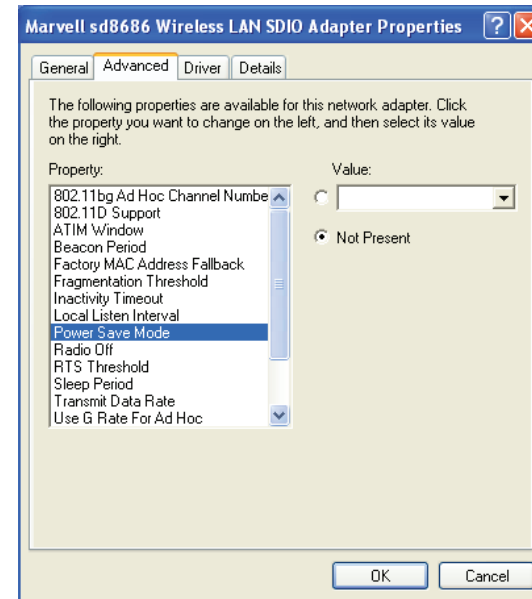 Marvell sd8686 Wireless LAN SDIO Adapter Properties
General Advanced Driver Details
The following properties are available for this network adapter. Click
the property you want to change on the left, and then select its value
on the right.
Property:
Value:
802.11bg Ad Hoc Channel Numbe
802.11D Support
ATIM Window
Beacon Period
Factory MAC Address Fallback
Fragmentation Threshold
Inactivity Timeout
Local Listen Interval
Power Save Mode
Radio Off
RTS Threshold
Sleep Period
Transmit Data Rate
Use G Rate For Ad Hoc
Not Present
OK
Cancel